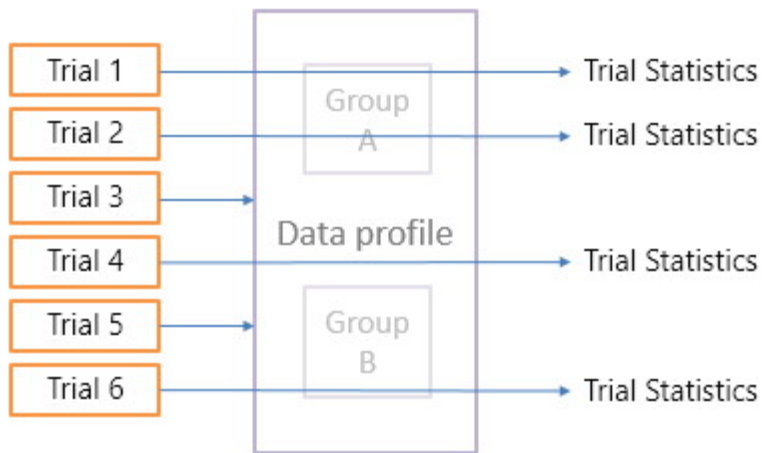 Trial 1
Trial Statistics
Group
A
Trial 2
Trial Statistics
Trial 3
Data profile
Trial 4
Trial Statistics
Trial 5
Group
B
Trial 6
Trial Statistics